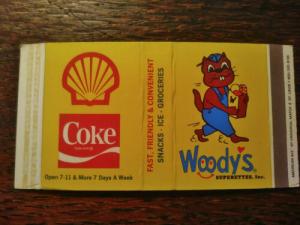 Coke
Open 7-11 & More 7 Days A Week
FAST, FRIENDLY & CONVENIENT
SNACKS · ICE · GROCERIES
Woody's
SUPERETTES, Inc.